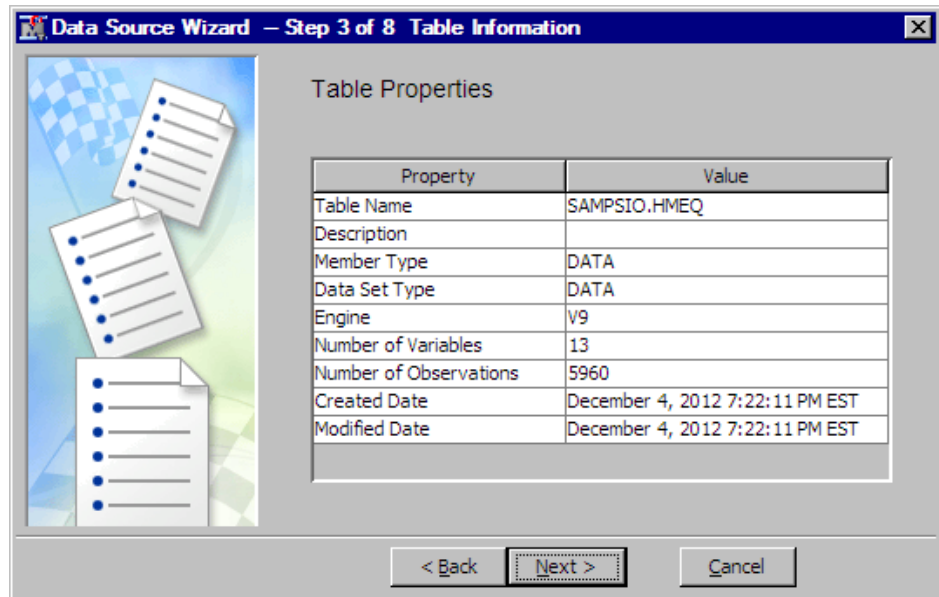 Data Source Wizard — Step 3 of 8 Table Information
Table Properties
Property Value
Table Name SAMPSIO.HMEQ
Description
Member Type DATA
Data Set Type DATA
Engine V9
Number of Variables 13
Number of Observations 5960
Created Date December 4, 2012 7:22:11 PM EST
Modified Date December 4, 2012 7:22:11 PM EST
< Back Next > Cancel